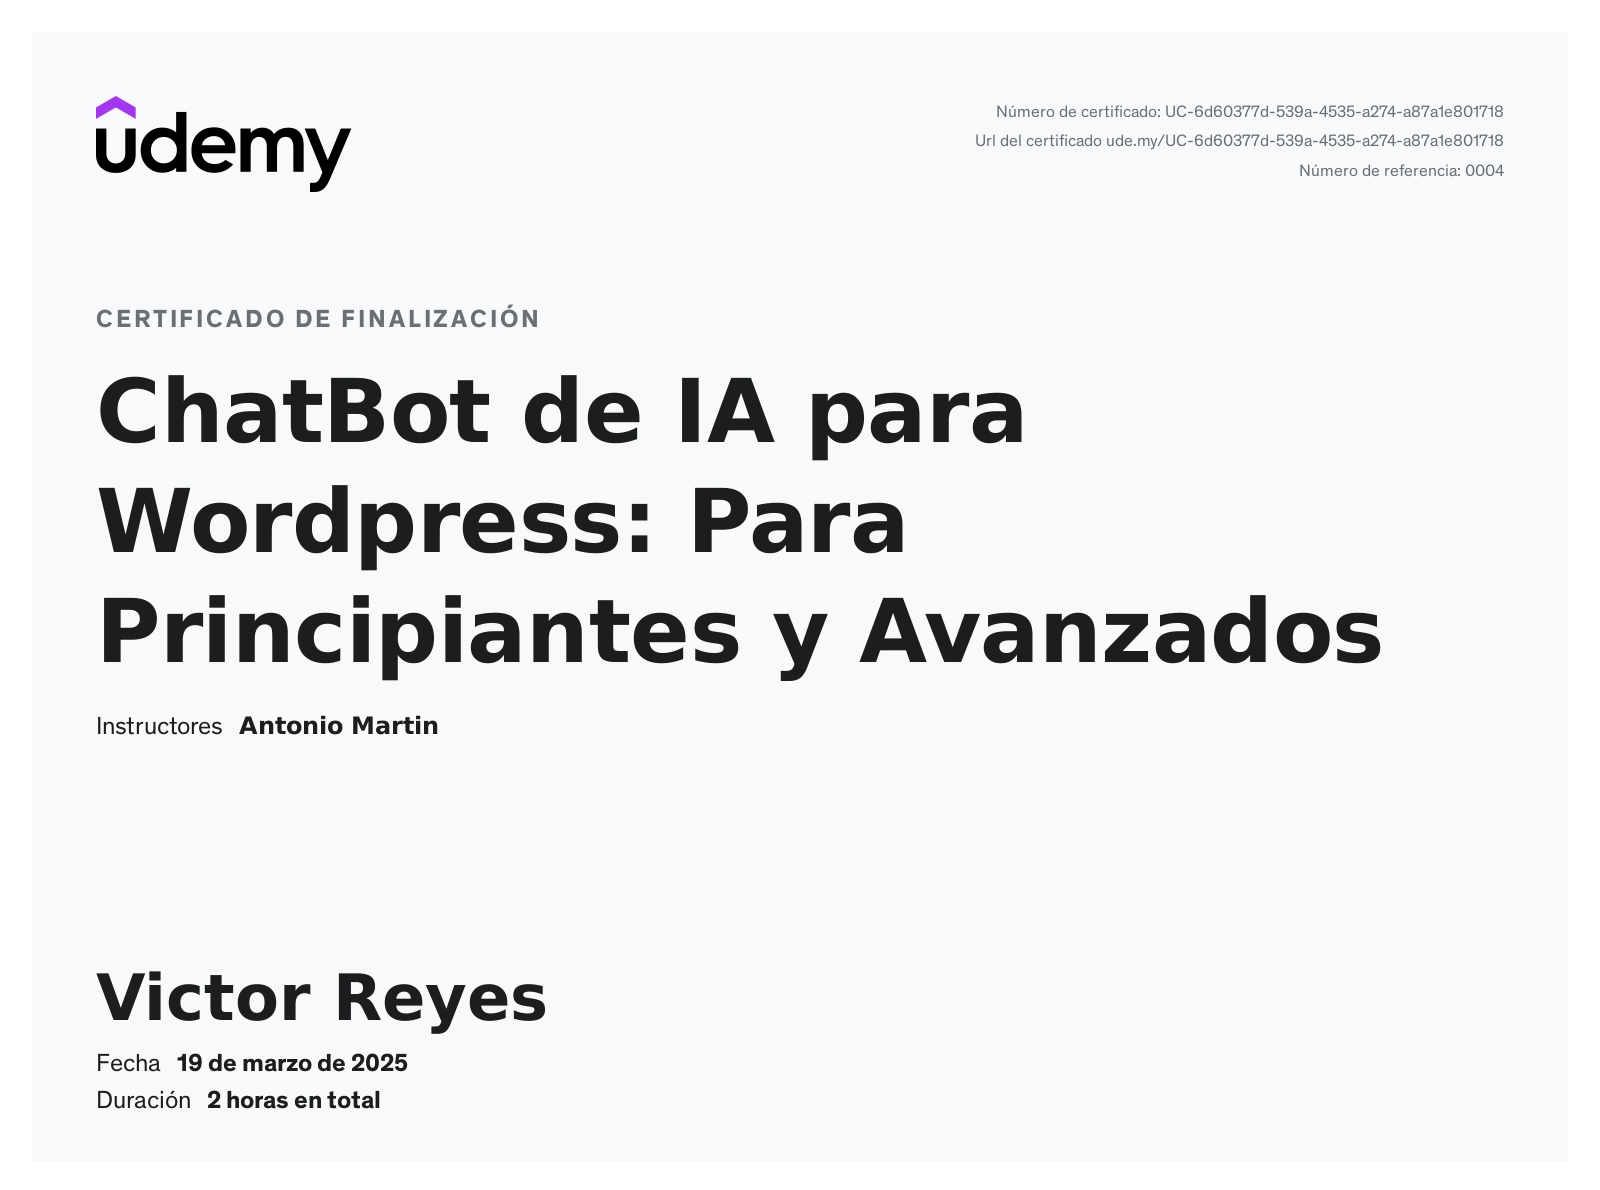 udemy
Número de certificado: UC-6d60377d-539a-4535-a274-a87a1e801718
Url del certificado ude.my/UC-6d60377d-539a-4535-a274-a87a1e801718
Número de referencia: 0004
CERTIFICADO DE FINALIZACIÓN
ChatBot de IA para
Wordpress: Para
Principiantes y Avanzados
Instructores Antonio Martin
Victor Reyes
Fecha 19 de marzo de 2025
Duración 2 horas en total